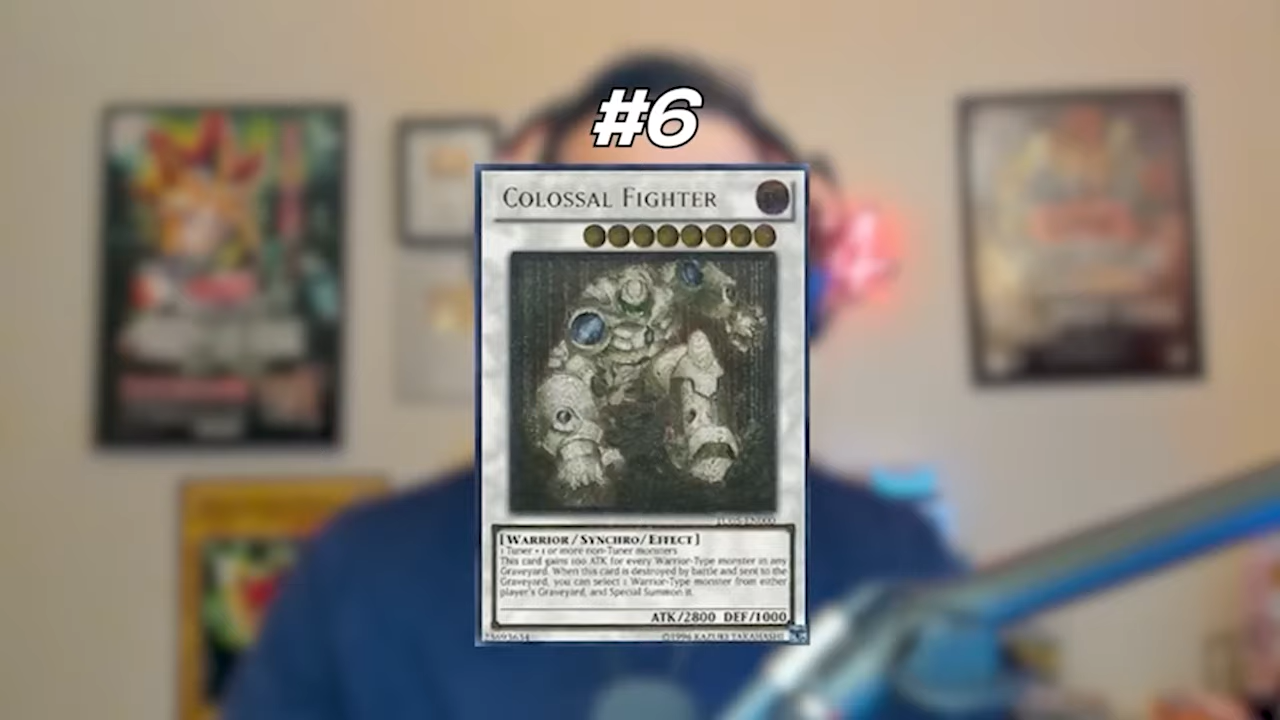 #6
COLOSSAL FIGHTER
[WARRIOR / SYNCHRO / EFFECT]
1 Tuner + 1 or more non-Tuner monsters
This card gains 100 ATK for every Warrior-Type monster in any
Graveyard. When this card is destroyed by battle and sent to the
Graveyard, you can select 1 Warrior-Type monster from either
player's Graveyard, and Special Summon it.
ATK/2800 DEF/1000
©1996 KAZUKI TAKAHASHI